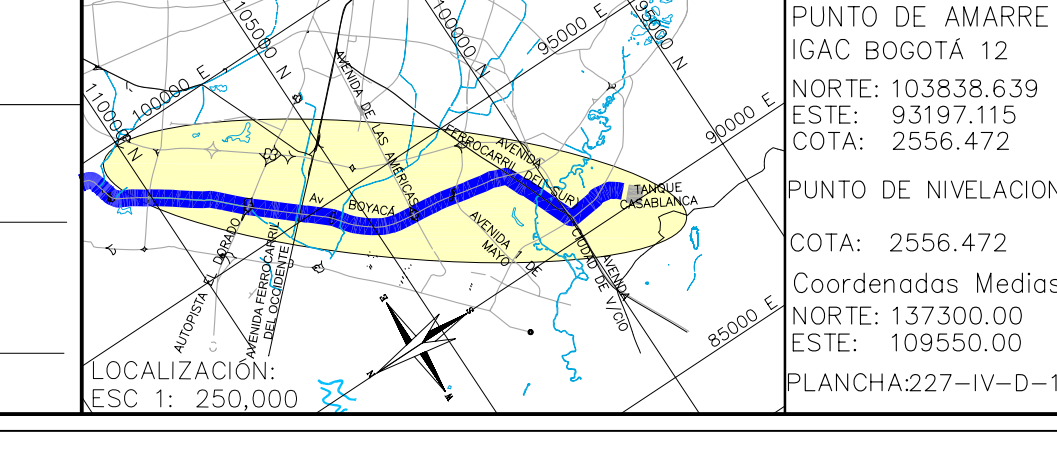 105000 N
100000 N
95000 E
95000 N
110000 N
100000 E
90000 E
85000 E
AVENIDA DE LAS AMÉRICAS
AVENIDA
FERROCARRIL DEL SUR
TANQUE
CASABLANCA
Av
BOYACÁ
AVENIDA 1 DE
MAYO
AVENIDA
CIUDAD DE V/CIO
AUTOPISTA EL DORADO
AVENIDA FERROCARRIL
DEL OCCIDENTE
E
S
N
LOCALIZACIÓN:
ESC 1: 250,000
PUNTO DE AMARRE
IGAC BOGOTÁ 12
NORTE: 103838.639
ESTE: 93197.115
COTA: 2556.472
PUNTO DE NIVELACION
COTA: 2556.472
Coordenadas Medias
NORTE: 137300.00
ESTE: 109550.00
PLANCHA:227-IV-D-1